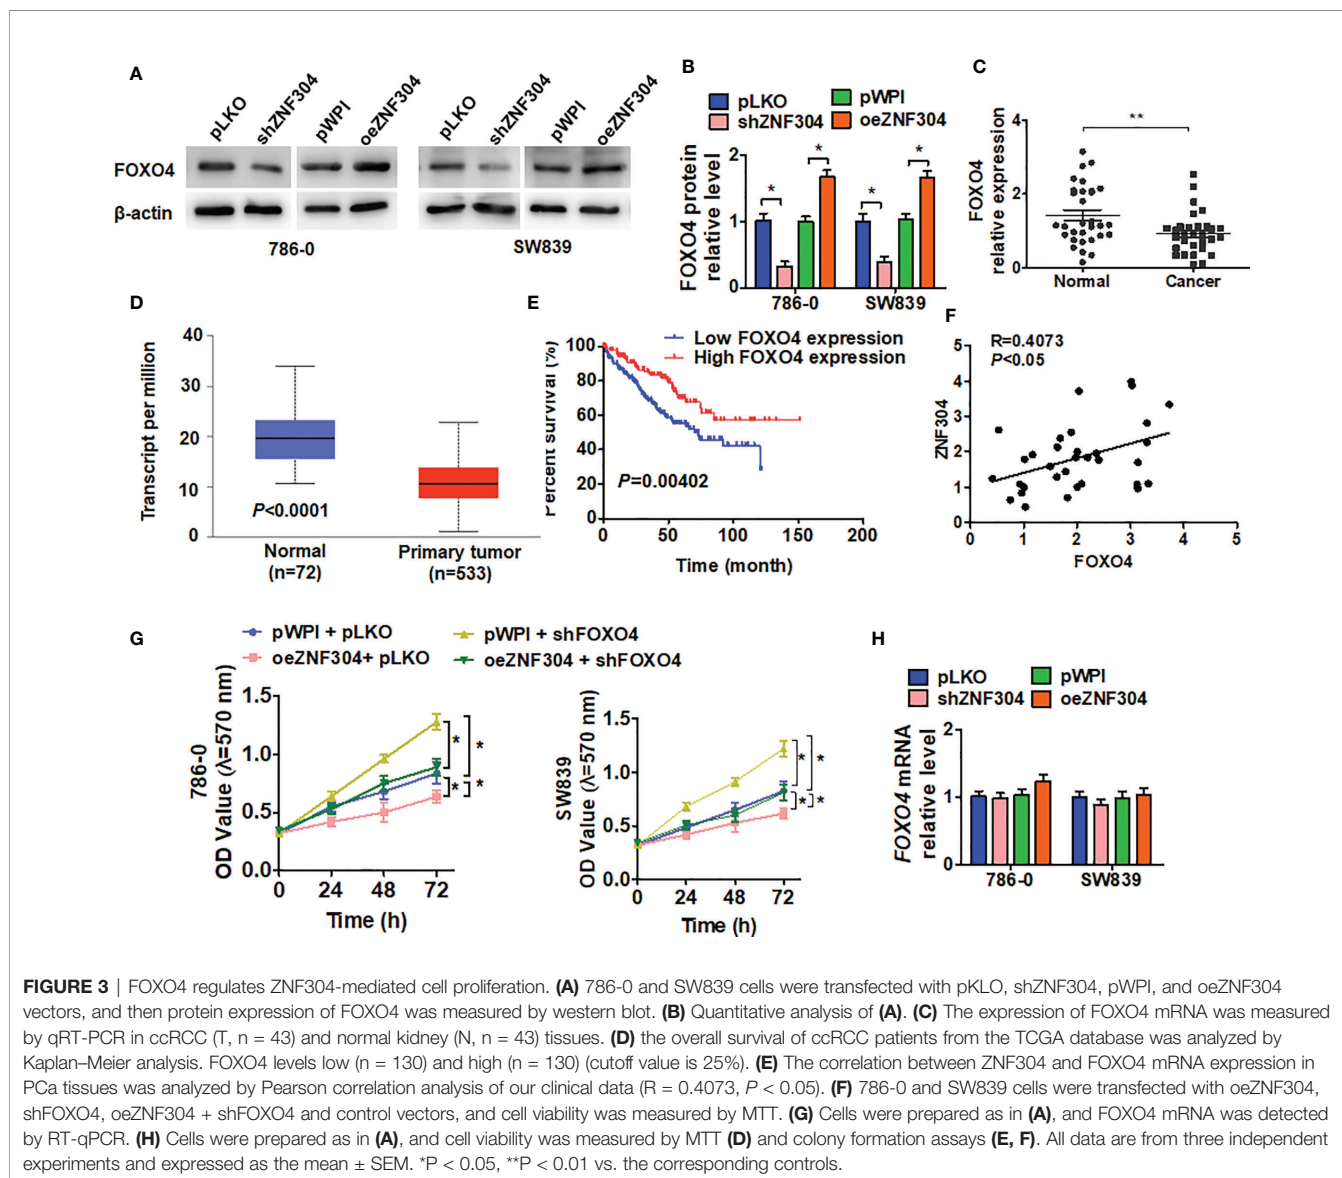 A
pLKO
shZNF304
pWPI
oeZNF304
pLKO
shZNF304
pWPI
oeZNF304
FOXO4
β-actin
786-0
SW839
B
pLKO
pWPI
shZNF304
oeZNF304
FOXO4 protein
relative level
2
1
0
*
*
*
*
786-0
SW839
C
FOXO4
relative expression
4
2
0
**
Normal
Cancer
D
Transcript per million
40
30
20
10
0
P<0.0001
Normal
(n=72)
Primary tumor
(n=533)
E
Percent survival (%)
100
80
60
40
20
0
Low FOXO4 expression
High FOXO4 expression
P=0.00402
0 50 100 150 200
Time (month)
F
R=0.4073
P<0.05
ZNF304
5
4
3
2
1
0
0 1 2 3 4 5
FOXO4
G
pWPI + pLKO
pWPI + shFOXO4
oeZNF304+ pLKO
oeZNF304 + shFOXO4
786-0
OD Value (λ=570 nm)
1.5
1.0
0.5
0.0
*
*
*
*
0 24 48 72
Time (h)
SW839
OD Value (λ=570 nm)
1.5
1.0
0.5
0.0
*
*
*
*
0 24 48 72
Time (h)
H
pLKO
pWPI
shZNF304
oeZNF304
FOXO4 mRNA
relative level
2
1
0
786-0
SW839
FIGURE 3 | FOXO4 regulates ZNF304-mediated cell proliferation. (A) 786-0 and SW839 cells were transfected with pKLO, shZNF304, pWPI, and oeZNF304
vectors, and then protein expression of FOXO4 was measured by western blot. (B) Quantitative analysis of (A). (C) The expression of FOXO4 mRNA was measured
by qRT-PCR in ccRCC (T, n = 43) and normal kidney (N, n = 43) tissues. (D) the overall survival of ccRCC patients from the TCGA database was analyzed by
Kaplan–Meier analysis. FOXO4 levels low (n = 130) and high (n = 130) (cutoff value is 25%). (E) The correlation between ZNF304 and FOXO4 mRNA expression in
PCa tissues was analyzed by Pearson correlation analysis of our clinical data (R = 0.4073, P < 0.05). (F) 786-0 and SW839 cells were transfected with oeZNF304,
shFOXO4, oeZNF304 + shFOXO4 and control vectors, and cell viability was measured by MTT. (G) Cells were prepared as in (A), and FOXO4 mRNA was detected
by RT-qPCR. (H) Cells were prepared as in (A), and cell viability was measured by MTT (D) and colony formation assays (E, F). All data are from three independent
experiments and expressed as the mean ± SEM. *P < 0.05, **P < 0.01 vs. the corresponding controls.